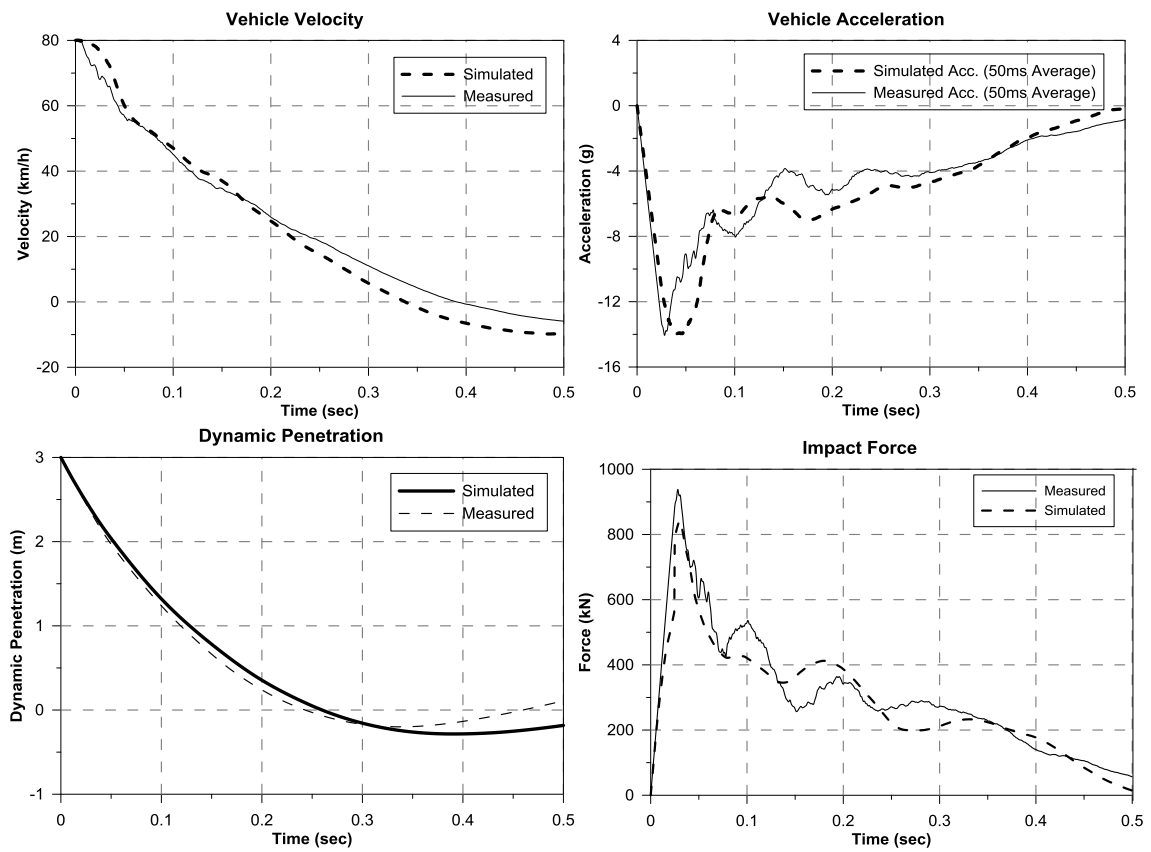 Vehicle Velocity
80
60
40
20
0
-20
Velocity (km/h)
Simulated
Measured
0 0.1 0.2 0.3 0.4 0.5
Time (sec)
Vehicle Acceleration
4
0
-4
-8
-12
-16
Acceleration (g)
Simulated Acc. (50ms Average)
Measured Acc. (50ms Average)
0 0.1 0.2 0.3 0.4 0.5
Time (sec)
Dynamic Penetration
3
2
1
0
-1
Dynamic Penetration (m)
Simulated
Measured
0 0.1 0.2 0.3 0.4 0.5
Time (sec)
Impact Force
1000
800
600
400
200
0
Force (kN)
Measured
Simulated
0 0.1 0.2 0.3 0.4 0.5
Time (sec)